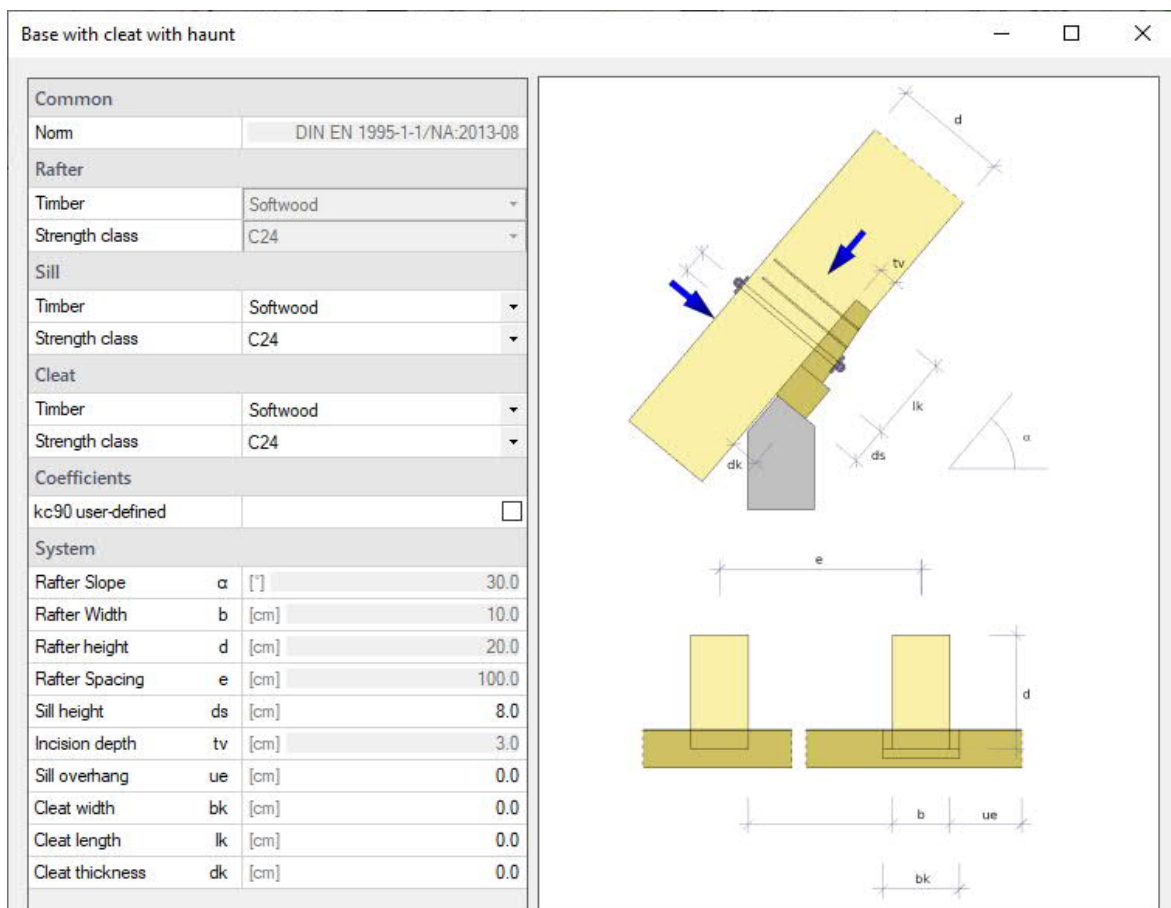 Base with cleat with haunt
Common
Norm DIN EN 1995-1-1/NA:2013-08
Rafter
Timber Softwood
Strength class C24
Sill
Timber Softwood
Strength class C24
Cleat
Timber Softwood
Strength class C24
Coefficients
kc90 user-defined
System
Rafter Slope α [°] 30.0
Rafter Width b [cm] 10.0
Rafter height d [cm] 20.0
Rafter Spacing e [cm] 100.0
Sill height ds [cm] 8.0
Incision depth tv [cm] 3.0
Sill overhang ue [cm] 0.0
Cleat width bk [cm] 0.0
Cleat length lk [cm] 0.0
Cleat thickness dk [cm] 0.0
d
tv
lk
α
ds
dk
e
d
b
ue
bk